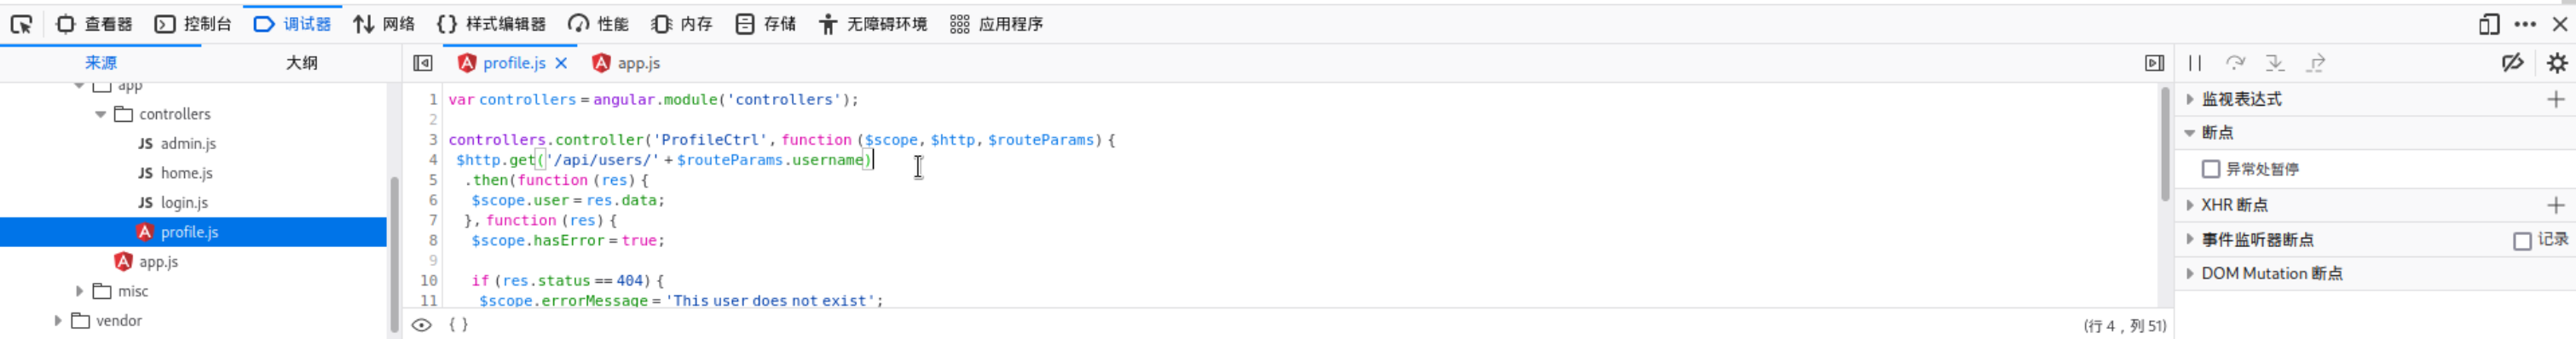 查看器 控制台 调试器 网络 {} 样式编辑器 性能 内存 存储 无障碍环境 应用程序
来源 大纲
app
controllers
JS admin.js
JS home.js
JS login.js
profile.js
app.js
misc
vendor
profile.js app.js
1 var controllers = angular.module('controllers');
2
3 controllers.controller('ProfileCtrl', function ($scope, $http, $routeParams) {
4 $http.get('/api/users/' + $routeParams.username)
5 .then(function (res) {
6 $scope.user = res.data;
7 }, function (res) {
8 $scope.hasError = true;
9
10 if (res.status == 404) {
11 $scope.errorMessage = 'This user does not exist';
{ } (行 4，列 51)
监视表达式
断点
异常处暂停
XHR 断点
事件监听器断点 记录
DOM Mutation 断点